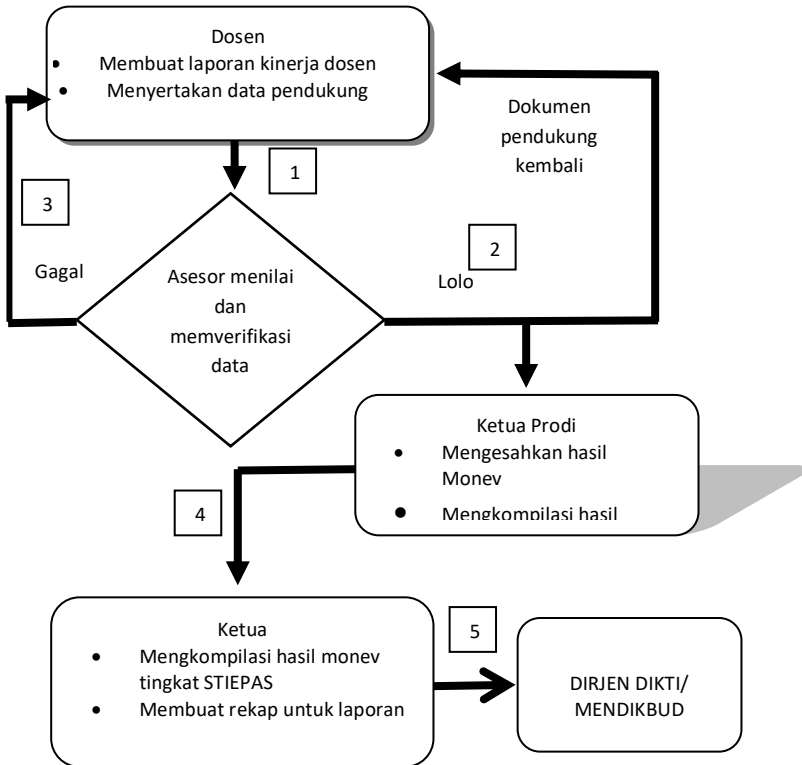 Dosen
• Membuat laporan kinerja dosen
• Menyertakan data pendukung
Dokumen
pendukung
kembali
1
3
2
Gagal
Lolo
Asesor menilai
dan
memverifikasi
data
Ketua Prodi
• Mengesahkan hasil
Monev
• Mengkompilasi hasil
4
Ketua
• Mengkompilasi hasil monev
tingkat STIEPAS
• Membuat rekap untuk laporan
5
DIRJEN DIKTI/
MENDIKBUD